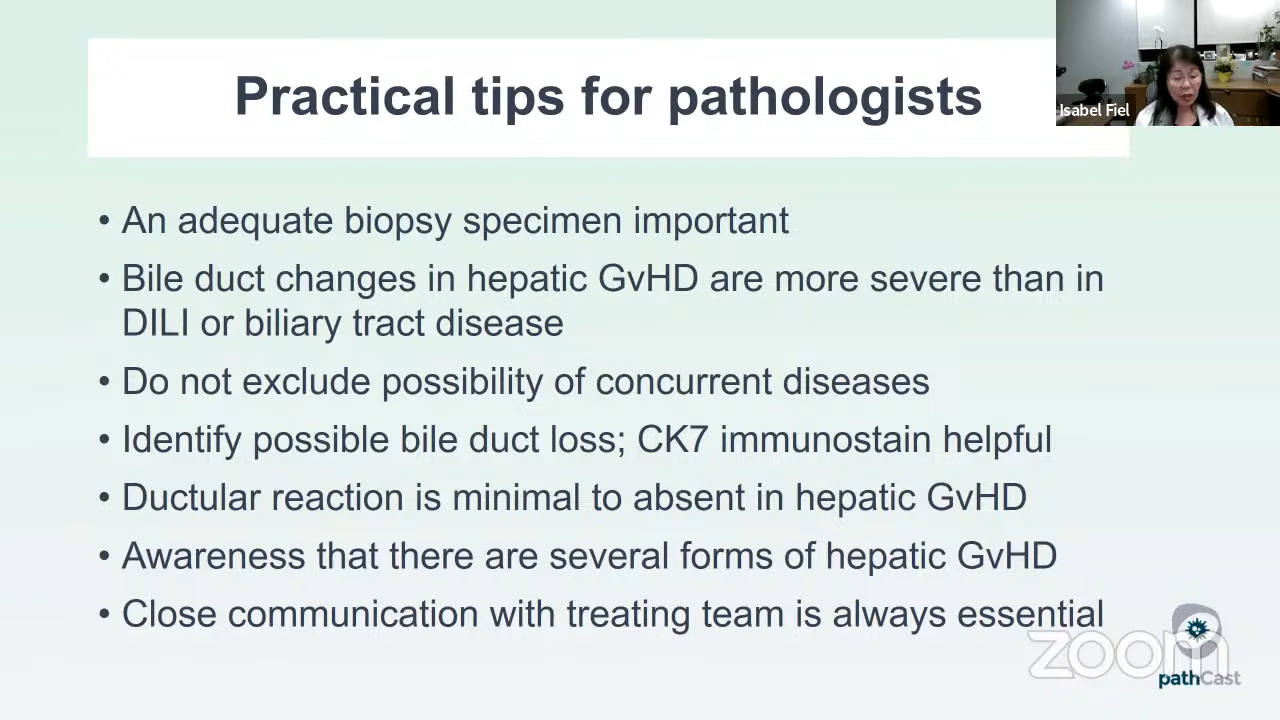 Practical tips for pathologists
Isabel Fiel
• An adequate biopsy specimen important
• Bile duct changes in hepatic GvHD are more severe than in
DILI or biliary tract disease
• Do not exclude possibility of concurrent diseases
• Identify possible bile duct loss; CK7 immunostain helpful
• Ductular reaction is minimal to absent in hepatic GvHD
• Awareness that there are several forms of hepatic GvHD
• Close communication with treating team is always essential
zoom
pathCast